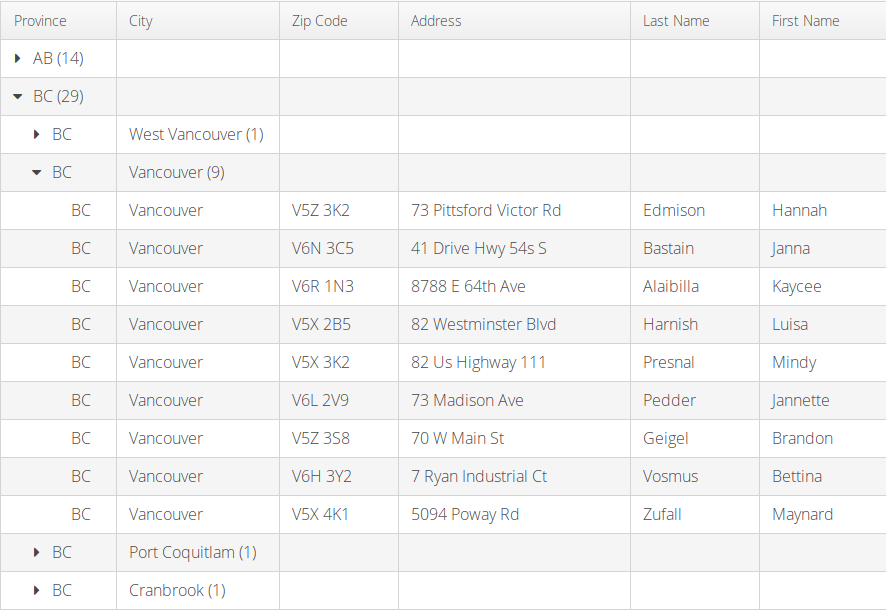 Province City Zip Code Address Last Name First Name
AB (14)
BC (29)
BC West Vancouver (1)
BC Vancouver (9)
BC Vancouver V5Z 3K2 73 Pittsford Victor Rd Edmison Hannah
BC Vancouver V6N 3C5 41 Drive Hwy 54s S Bastain Janna
BC Vancouver V6R 1N3 8788 E 64th Ave Alaibilla Kaycee
BC Vancouver V5X 2B5 82 Westminster Blvd Harnish Luisa
BC Vancouver V5X 3K2 82 Us Highway 111 Presnal Mindy
BC Vancouver V6L 2V9 73 Madison Ave Pedder Jannette
BC Vancouver V5Z 3S8 70 W Main St Geigel Brandon
BC Vancouver V6H 3Y2 7 Ryan Industrial Ct Vosmus Bettina
BC Vancouver V5X 4K1 5094 Poway Rd Zufall Maynard
BC Port Coquitlam (1)
BC Cranbrook (1)